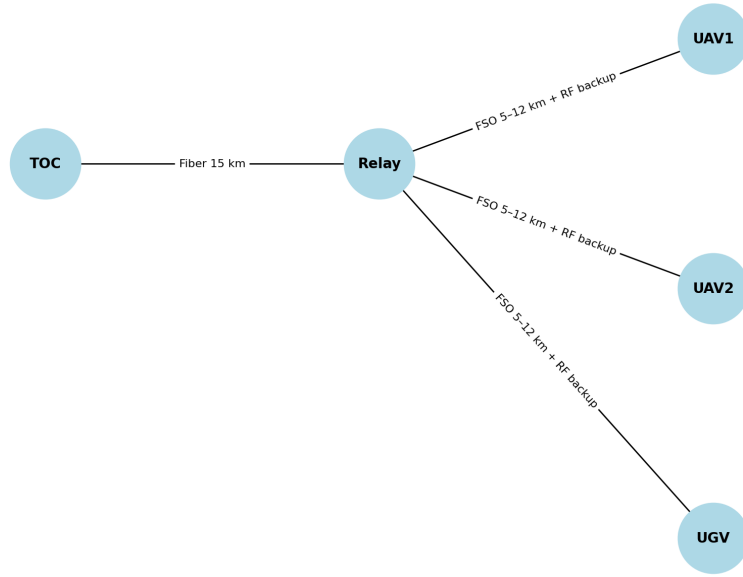 UAV1
FSO 5–12 km + RF backup
TOC
Fiber 15 km
Relay
FSO 5–12 km + RF backup
UAV2
FSO 5–12 km + RF backup
UGV